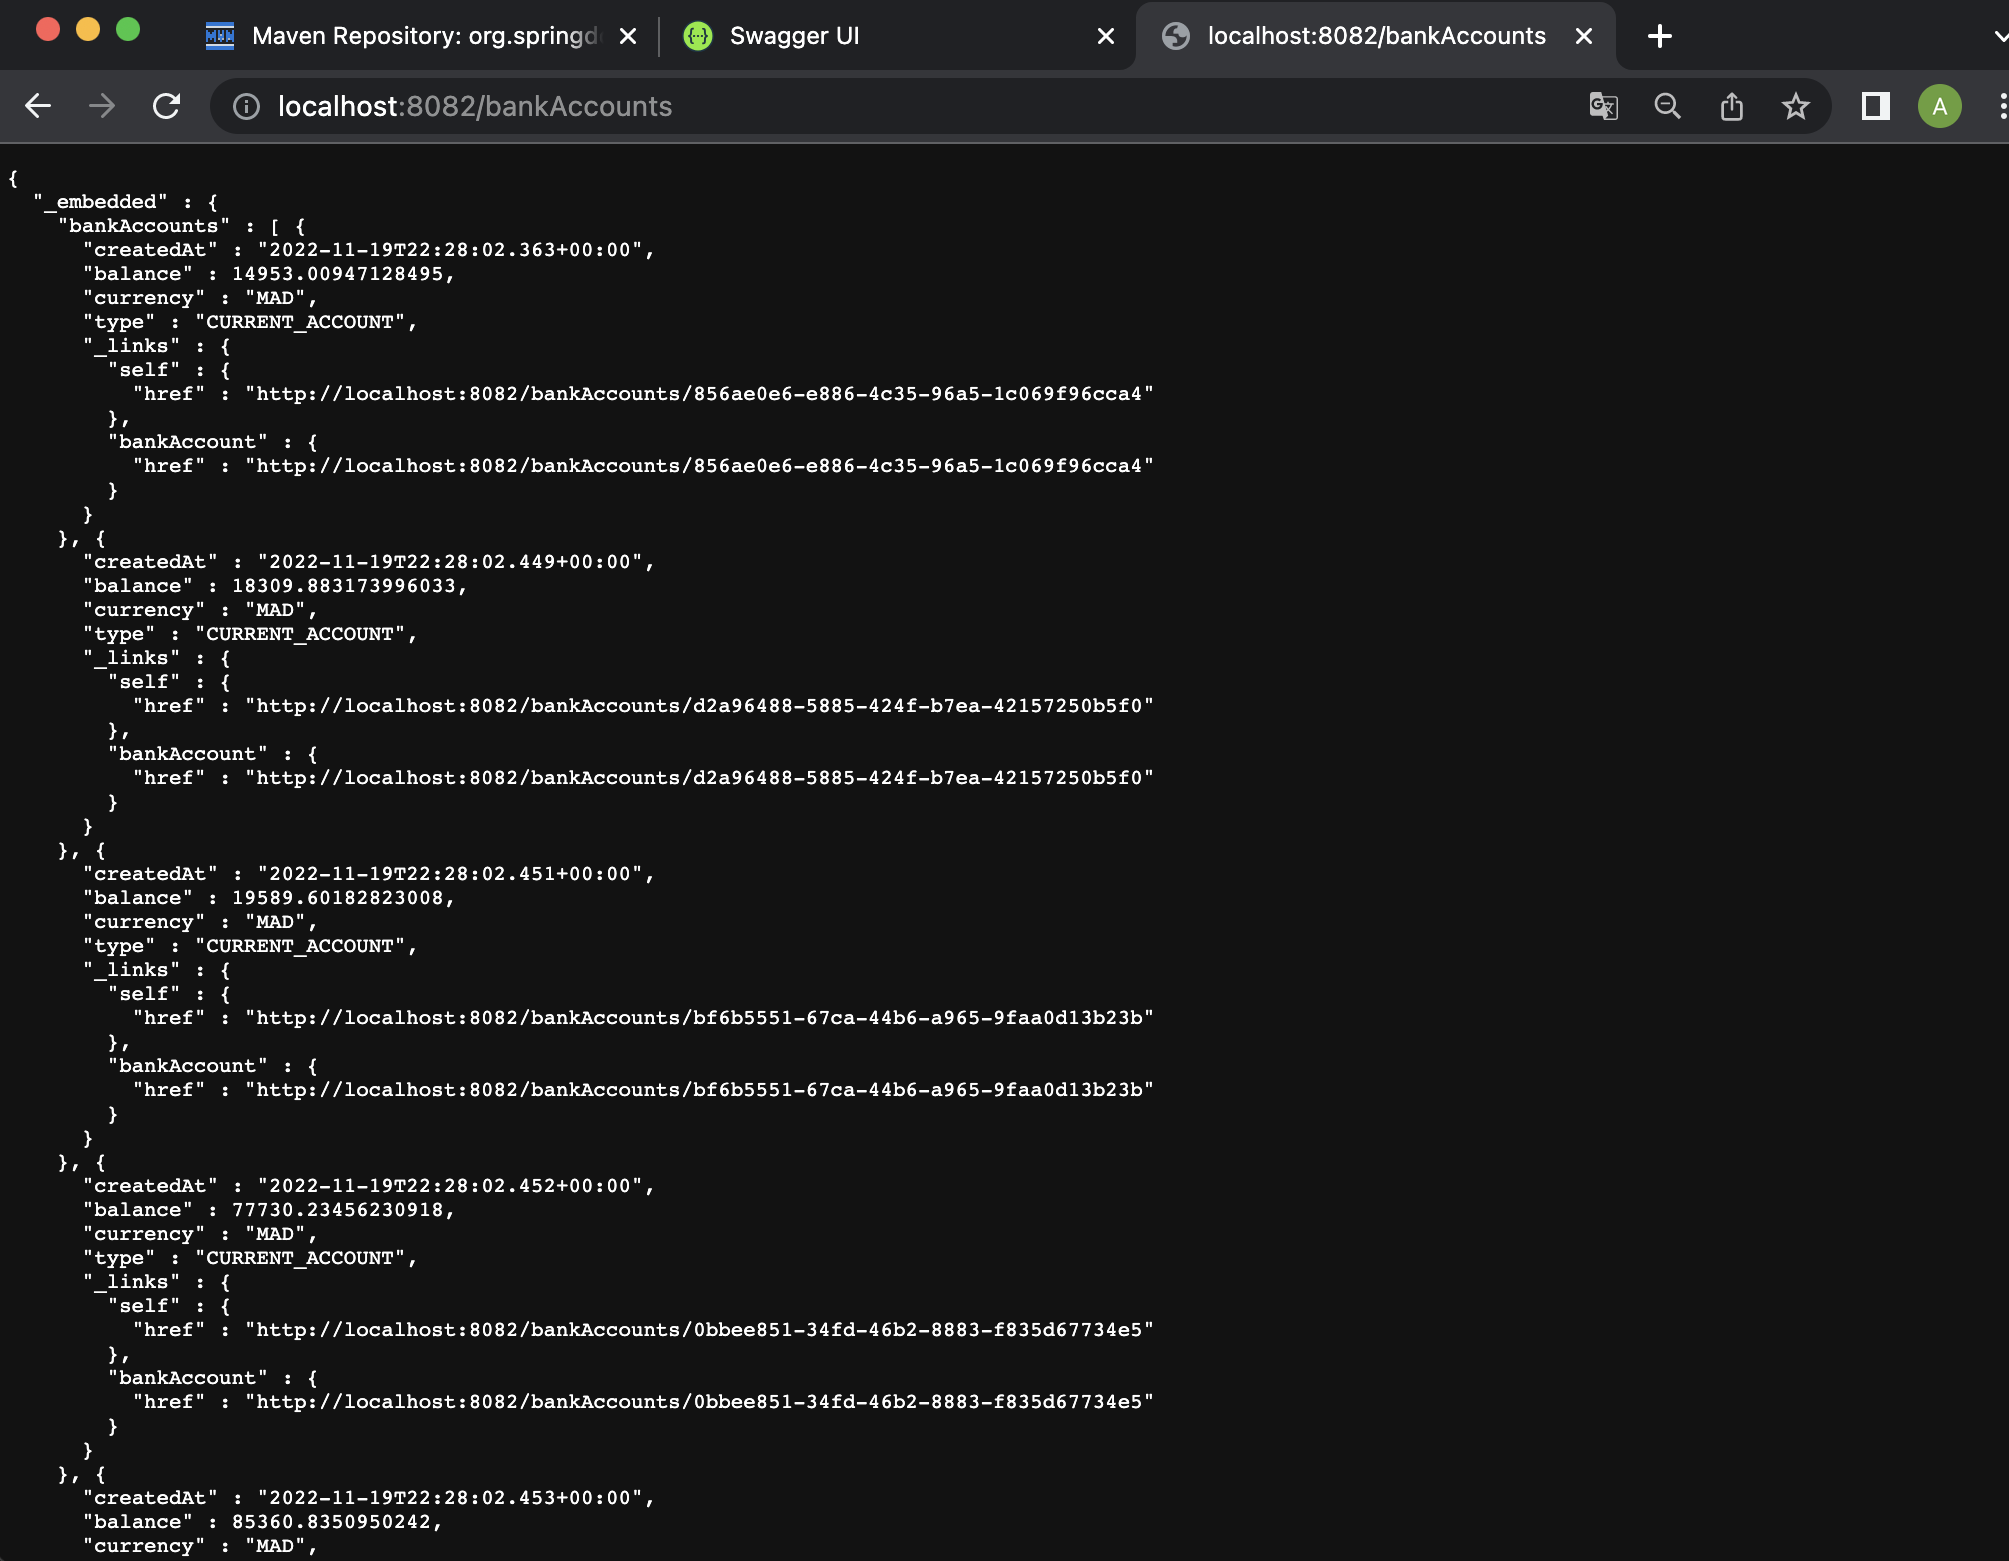 Maven Repository: org.springd
Swagger UI
localhost:8082/bankAccounts
localhost:8082/bankAccounts
A
{
  "_embedded" : {
    "bankAccounts" : [ {
      "createdAt" : "2022-11-19T22:28:02.363+00:00",
      "balance" : 14953.00947128495,
      "currency" : "MAD",
      "type" : "CURRENT_ACCOUNT",
      "_links" : {
        "self" : {
          "href" : "http://localhost:8082/bankAccounts/856ae0e6-e886-4c35-96a5-1c069f96cca4"
        },
        "bankAccount" : {
          "href" : "http://localhost:8082/bankAccounts/856ae0e6-e886-4c35-96a5-1c069f96cca4"
        }
      }
    }, {
      "createdAt" : "2022-11-19T22:28:02.449+00:00",
      "balance" : 18309.883173996033,
      "currency" : "MAD",
      "type" : "CURRENT_ACCOUNT",
      "_links" : {
        "self" : {
          "href" : "http://localhost:8082/bankAccounts/d2a96488-5885-424f-b7ea-42157250b5f0"
        },
        "bankAccount" : {
          "href" : "http://localhost:8082/bankAccounts/d2a96488-5885-424f-b7ea-42157250b5f0"
        }
      }
    }, {
      "createdAt" : "2022-11-19T22:28:02.451+00:00",
      "balance" : 19589.60182823008,
      "currency" : "MAD",
      "type" : "CURRENT_ACCOUNT",
      "_links" : {
        "self" : {
          "href" : "http://localhost:8082/bankAccounts/bf6b5551-67ca-44b6-a965-9faa0d13b23b"
        },
        "bankAccount" : {
          "href" : "http://localhost:8082/bankAccounts/bf6b5551-67ca-44b6-a965-9faa0d13b23b"
        }
      }
    }, {
      "createdAt" : "2022-11-19T22:28:02.452+00:00",
      "balance" : 77730.23456230918,
      "currency" : "MAD",
      "type" : "CURRENT_ACCOUNT",
      "_links" : {
        "self" : {
          "href" : "http://localhost:8082/bankAccounts/0bbee851-34fd-46b2-8883-f835d67734e5"
        },
        "bankAccount" : {
          "href" : "http://localhost:8082/bankAccounts/0bbee851-34fd-46b2-8883-f835d67734e5"
        }
      }
    }, {
      "createdAt" : "2022-11-19T22:28:02.453+00:00",
      "balance" : 85360.8350950242,
      "currency" : "MAD",